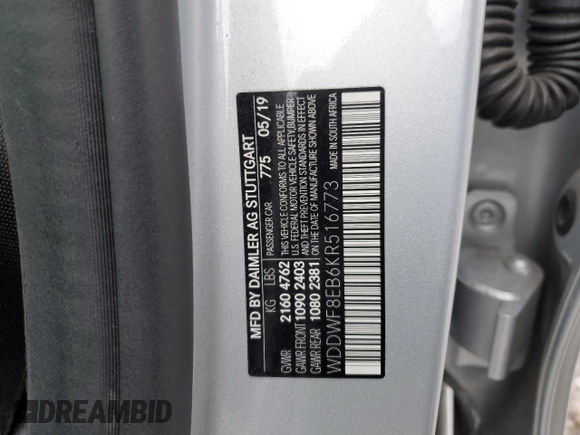 MFD BY DAIMLER AG STUTTGART
PASSENGER CAR 775 05/19
KG LBS
GVWR 2160 4762
GAWR FRONT 1090 2403
GAWR REAR 1080 2381
THIS VEHICLE CONFORMS TO ALL APPLICABLE
U.S. FEDERAL MOTOR VEHICLE SAFETY, BUMPER
AND THEFT PREVENTION STANDARDS IN EFFECT
ON THE DATE OF MANUFACTURE SHOWN ABOVE
WDDWF8EB6KR516773
MADE IN SOUTH AFRICA
DREAMBID